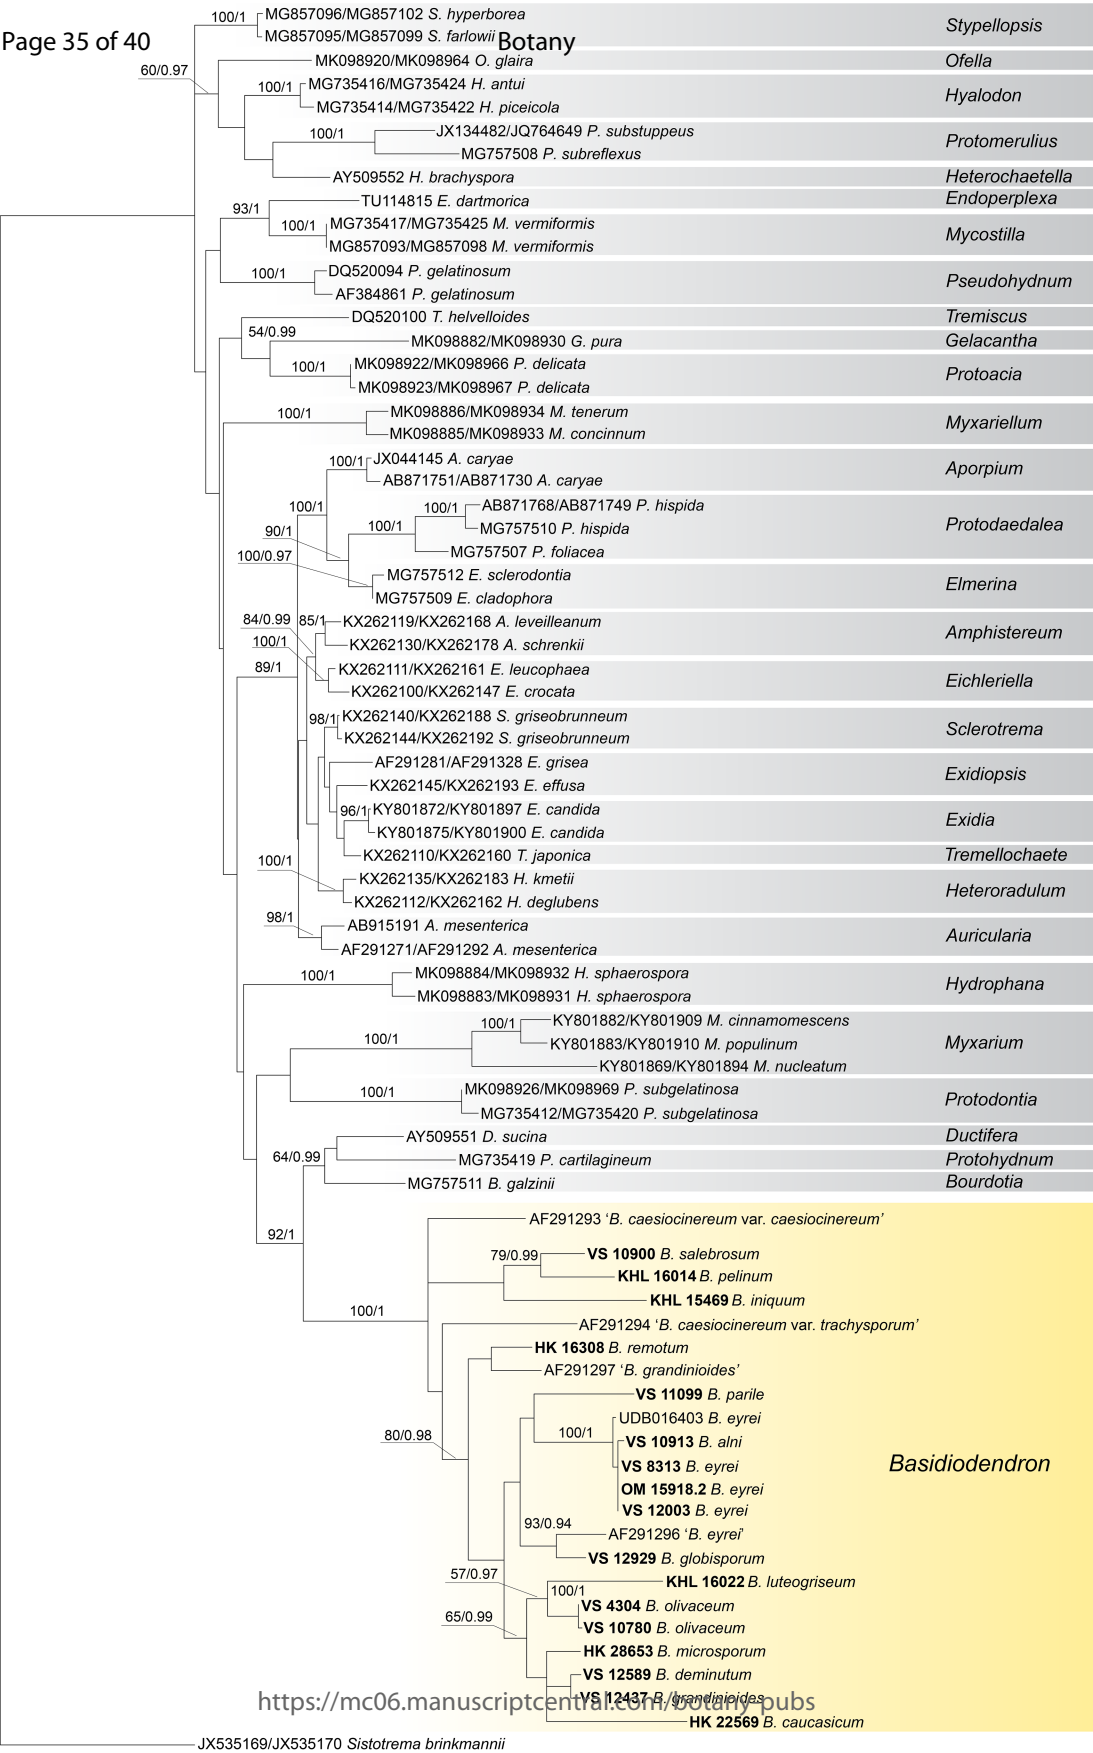 100/1
MG857096/MG857102 S. hyperborea
Stypellopsis
MG857095/MG857099 S. farlowii
Page 35 of 40
Botany
60/0.97
MK098920/MK098964 O. glaira
Ofella
100/1
MG735416/MG735424 H. antui
Hyalodon
MG735414/MG735422 H. piceicola
100/1
JX134482/JQ764649 P. substuppeus
Protomerulius
MG757508 P. subreflexus
AY509552 H. brachyspora
Heterochaetella
93/1
TU114815 E. dartmorica
Endoperplexa
100/1
MG735417/MG735425 M. vermiformis
Mycostilla
MG857093/MG857098 M. vermiformis
100/1
DQ520094 P. gelatinosum
Pseudohydnum
AF384861 P. gelatinosum
DQ520100 T. helvelloides
Tremiscus
54/0.99
MK098882/MK098930 G. pura
Gelacantha
100/1
MK098922/MK098966 P. delicata
Protoacia
MK098923/MK098967 P. delicata
100/1
MK098886/MK098934 M. tenerum
Myxariellum
MK098885/MK098933 M. concinnum
100/1
JX044145 A. caryae
Aporpium
AB871751/AB871730 A. caryae
100/1
100/1
AB871768/AB871749 P. hispida
Protodaedalea
90/1
100/1
MG757510 P. hispida
MG757507 P. foliacea
100/0.97
MG757512 E. sclerodontia
Elmerina
MG757509 E. cladophora
84/0.99
85/1
KX262119/KX262168 A. leveilleanum
Amphistereum
100/1
KX262130/KX262178 A. schrenkii
89/1
KX262111/KX262161 E. leucophaea
Eichleriella
KX262100/KX262147 E. crocata
98/1
KX262140/KX262188 S. griseobrunneum
Sclerotrema
KX262144/KX262192 S. griseobrunneum
AF291281/AF291328 E. grisea
Exidiopsis
KX262145/KX262193 E. effusa
96/1
KY801872/KY801897 E. candida
Exidia
KY801875/KY801900 E. candida
KX262110/KX262160 T. japonica
Tremellochaete
100/1
KX262135/KX262183 H. kmetii
Heteroradulum
KX262112/KX262162 H. deglubens
98/1
AB915191 A. mesenterica
Auricularia
AF291271/AF291292 A. mesenterica
100/1
MK098884/MK098932 H. sphaerospora
Hydrophana
MK098883/MK098931 H. sphaerospora
100/1
KY801882/KY801909 M. cinnamomescens
Myxarium
100/1
KY801883/KY801910 M. populinum
KY801869/KY801894 M. nucleatum
100/1
MK098926/MK098969 P. subgelatinosa
Protodontia
MG735412/MG735420 P. subgelatinosa
AY509551 D. sucina
Ductifera
64/0.99
MG735419 P. cartilagineum
Protohydnum
MG757511 B. galzinii
Bourdotia
92/1
AF291293 ‘B. caesiocinereum var. caesiocinereum’
79/0.99
VS 10900 B. salebrosum
KHL 16014 B. pelinum
KHL 15469 B. iniquum
100/1
AF291294 ‘B. caesiocinereum var. trachysporum’
HK 16308 B. remotum
AF291297 ‘B. grandinioides’
VS 11099 B. parile
UDB016403 B. eyrei
80/0.98
100/1
VS 10913 B. alni
Basidiodendron
VS 8313 B. eyrei
OM 15918.2 B. eyrei
VS 12003 B. eyrei
93/0.94
AF291296 ‘B. eyrei’
VS 12929 B. globisporum
57/0.97
KHL 16022 B. luteogriseum
100/1
VS 4304 B. olivaceum
65/0.99
VS 10780 B. olivaceum
HK 28653 B. microsporum
VS 12589 B. deminutum
VS 12437 B. grandinioides
https://mc06.manuscriptcentral.com/botany-pubs
HK 22569 B. caucasicum
JX535169/JX535170 Sistotrema brinkmannii